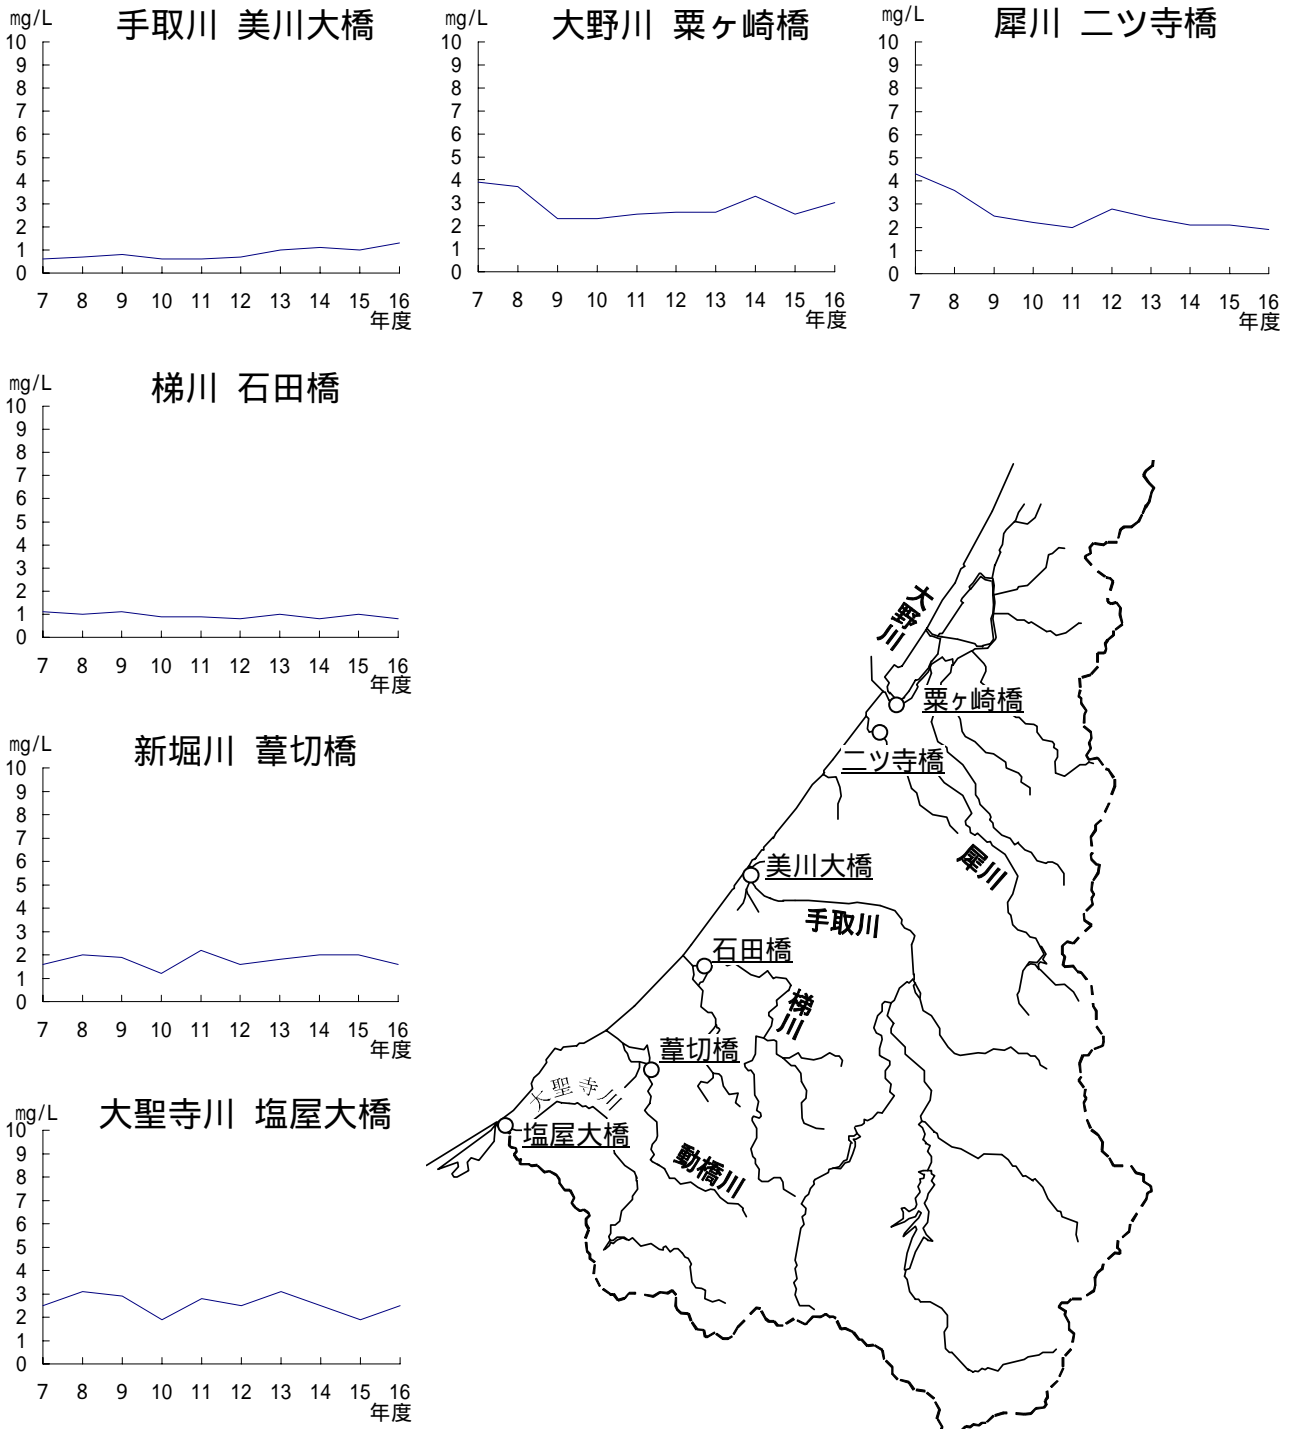 mg/L 手取川 美川大橋
10
9
8
7
6
5
4
3
2
1
0
7 8 9 10 11 12 13 14 15 16
年度
mg/L 大野川 粟ヶ崎橋
10
9
8
7
6
5
4
3
2
1
0
7 8 9 10 11 12 13 14 15 16
年度
mg/L 犀川 二ツ寺橋
10
9
8
7
6
5
4
3
2
1
0
7 8 9 10 11 12 13 14 15 16
年度
mg/L 梯川 石田橋
10
9
8
7
6
5
4
3
2
1
0
7 8 9 10 11 12 13 14 15 16
年度
mg/L 新堀川 葦切橋
10
9
8
7
6
5
4
3
2
1
0
7 8 9 10 11 12 13 14 15 16
年度
mg/L 大聖寺川 塩屋大橋
10
9
8
7
6
5
4
3
2
1
0
7 8 9 10 11 12 13 14 15 16
年度
大野川
粟ヶ崎橋
二ツ寺橋
犀川
美川大橋
手取川
石田橋
梯川
葦切橋
大聖寺川
塩屋大橋
動橋川